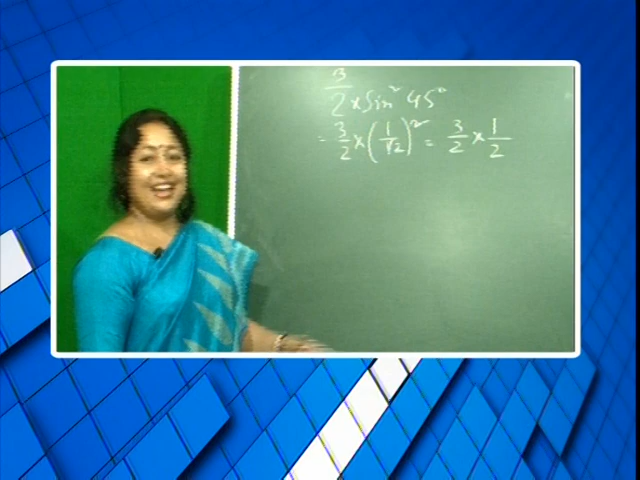 3/2 × Sin² 45°
= 3/2 × (1/√2)² = 3/2 × 1/2